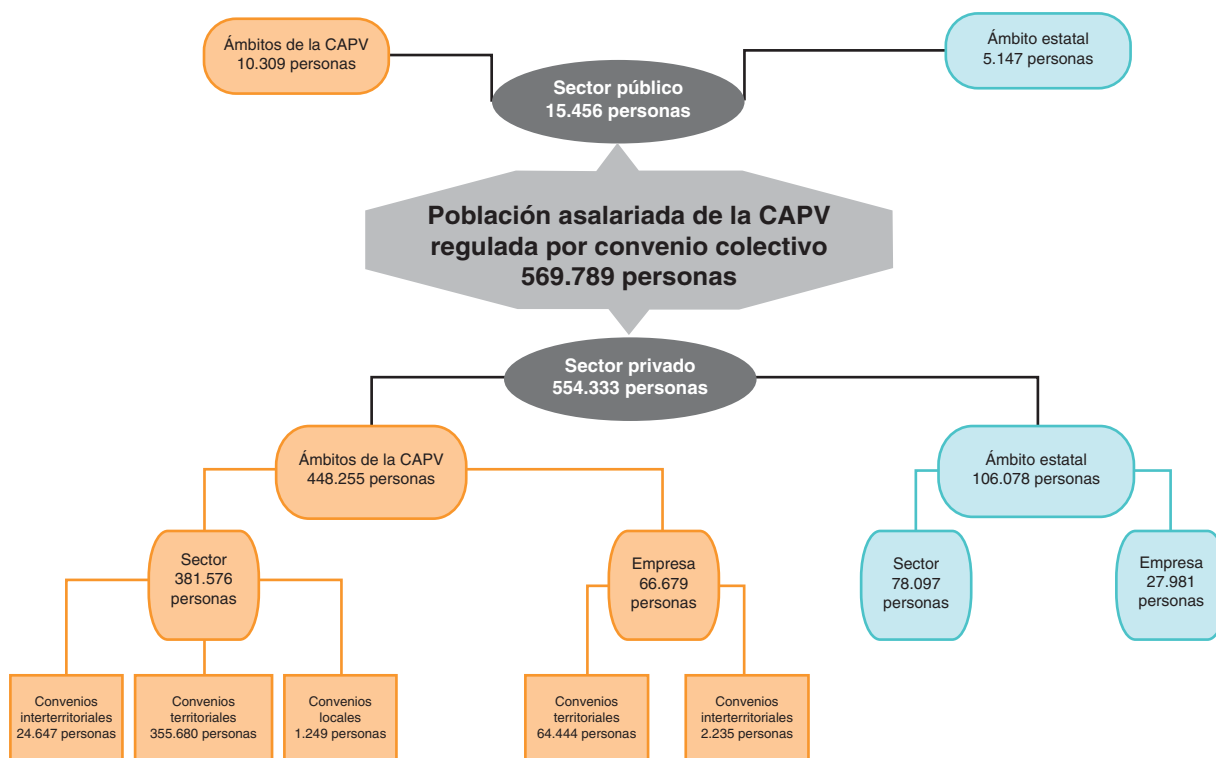 Ámbitos de la CAPV
10.309 personas
Ámbito estatal
5.147 personas
Sector público
15.456 personas
Población asalariada de la CAPV
regulada por convenio colectivo
569.789 personas
Sector privado
554.333 personas
Ámbitos de la CAPV
448.255 personas
Ámbito estatal
106.078 personas
Sector
381.576
personas
Empresa
66.679
personas
Sector
78.097
personas
Empresa
27.981
personas
Convenios
interterritoriales
24.647 personas
Convenios
territoriales
355.680 personas
Convenios
locales
1.249 personas
Convenios
territoriales
64.444 personas
Convenios
interterritoriales
2.235 personas